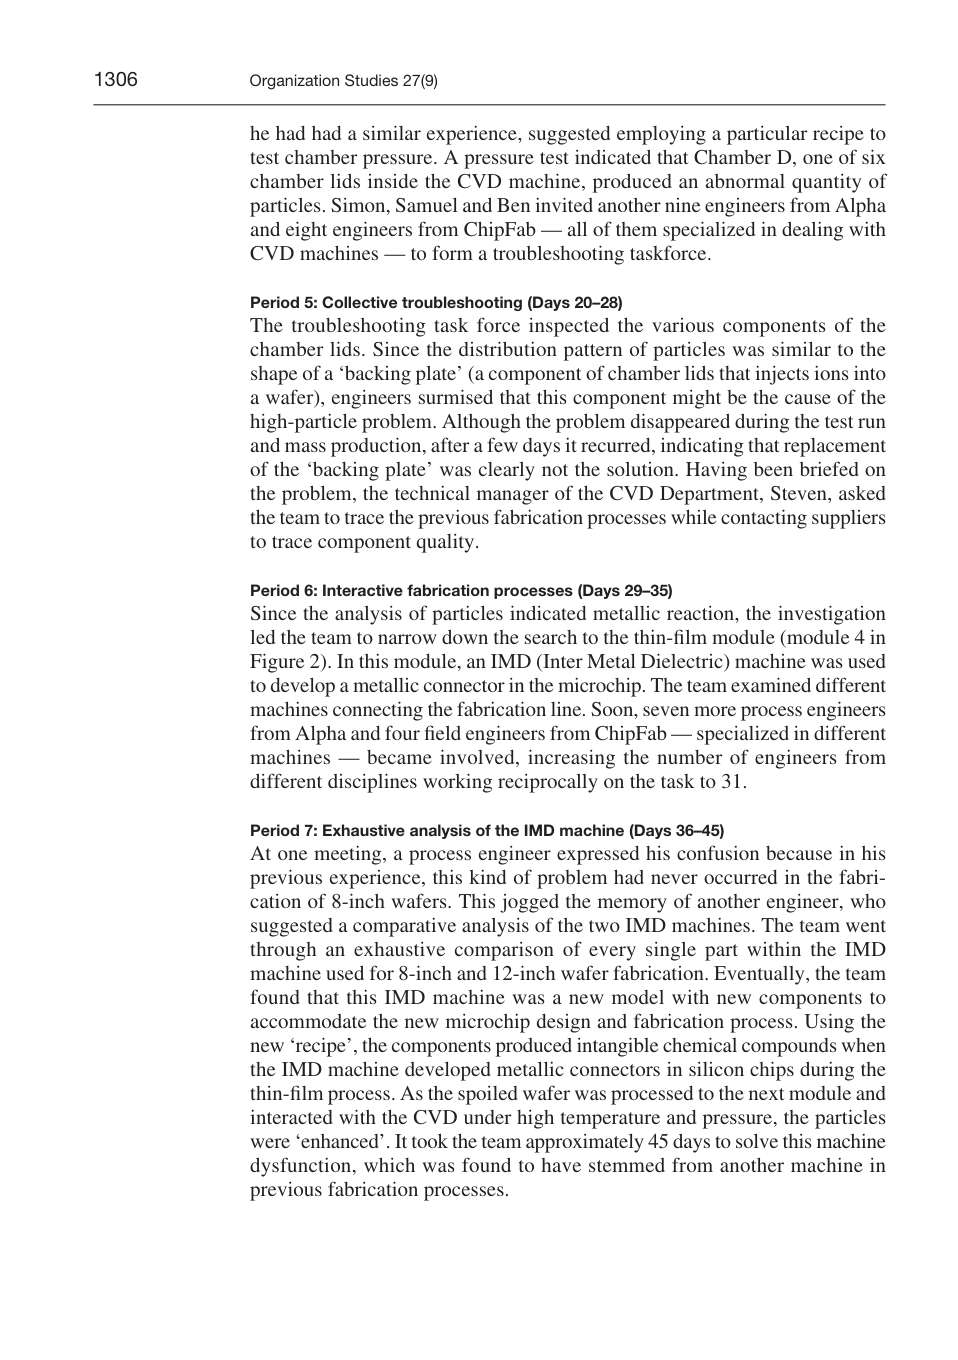 1306
Organization Studies 27(9)
he had had a similar experience, suggested employing a particular recipe to
test chamber pressure. A pressure test indicated that Chamber D, one of six
chamber lids inside the CVD machine, produced an abnormal quantity of
particles. Simon, Samuel and Ben invited another nine engineers from Alpha
and eight engineers from ChipFab — all of them specialized in dealing with
CVD machines — to form a troubleshooting taskforce.
Period 5: Collective troubleshooting (Days 20–28)
The troubleshooting task force inspected the various components of the
chamber lids. Since the distribution pattern of particles was similar to the
shape of a ‘backing plate’ (a component of chamber lids that injects ions into
a wafer), engineers surmised that this component might be the cause of the
high-particle problem. Although the problem disappeared during the test run
and mass production, after a few days it recurred, indicating that replacement
of the ‘backing plate’ was clearly not the solution. Having been briefed on
the problem, the technical manager of the CVD Department, Steven, asked
the team to trace the previous fabrication processes while contacting suppliers
to trace component quality.
Period 6: Interactive fabrication processes (Days 29–35)
Since the analysis of particles indicated metallic reaction, the investigation
led the team to narrow down the search to the thin-film module (module 4 in
Figure 2). In this module, an IMD (Inter Metal Dielectric) machine was used
to develop a metallic connector in the microchip. The team examined different
machines connecting the fabrication line. Soon, seven more process engineers
from Alpha and four field engineers from ChipFab — specialized in different
machines — became involved, increasing the number of engineers from
different disciplines working reciprocally on the task to 31.
Period 7: Exhaustive analysis of the IMD machine (Days 36–45)
At one meeting, a process engineer expressed his confusion because in his
previous experience, this kind of problem had never occurred in the fabri-
cation of 8-inch wafers. This jogged the memory of another engineer, who
suggested a comparative analysis of the two IMD machines. The team went
through an exhaustive comparison of every single part within the IMD
machine used for 8-inch and 12-inch wafer fabrication. Eventually, the team
found that this IMD machine was a new model with new components to
accommodate the new microchip design and fabrication process. Using the
new ‘recipe’, the components produced intangible chemical compounds when
the IMD machine developed metallic connectors in silicon chips during the
thin-film process. As the spoiled wafer was processed to the next module and
interacted with the CVD under high temperature and pressure, the particles
were ‘enhanced’. It took the team approximately 45 days to solve this machine
dysfunction, which was found to have stemmed from another machine in
previous fabrication processes.